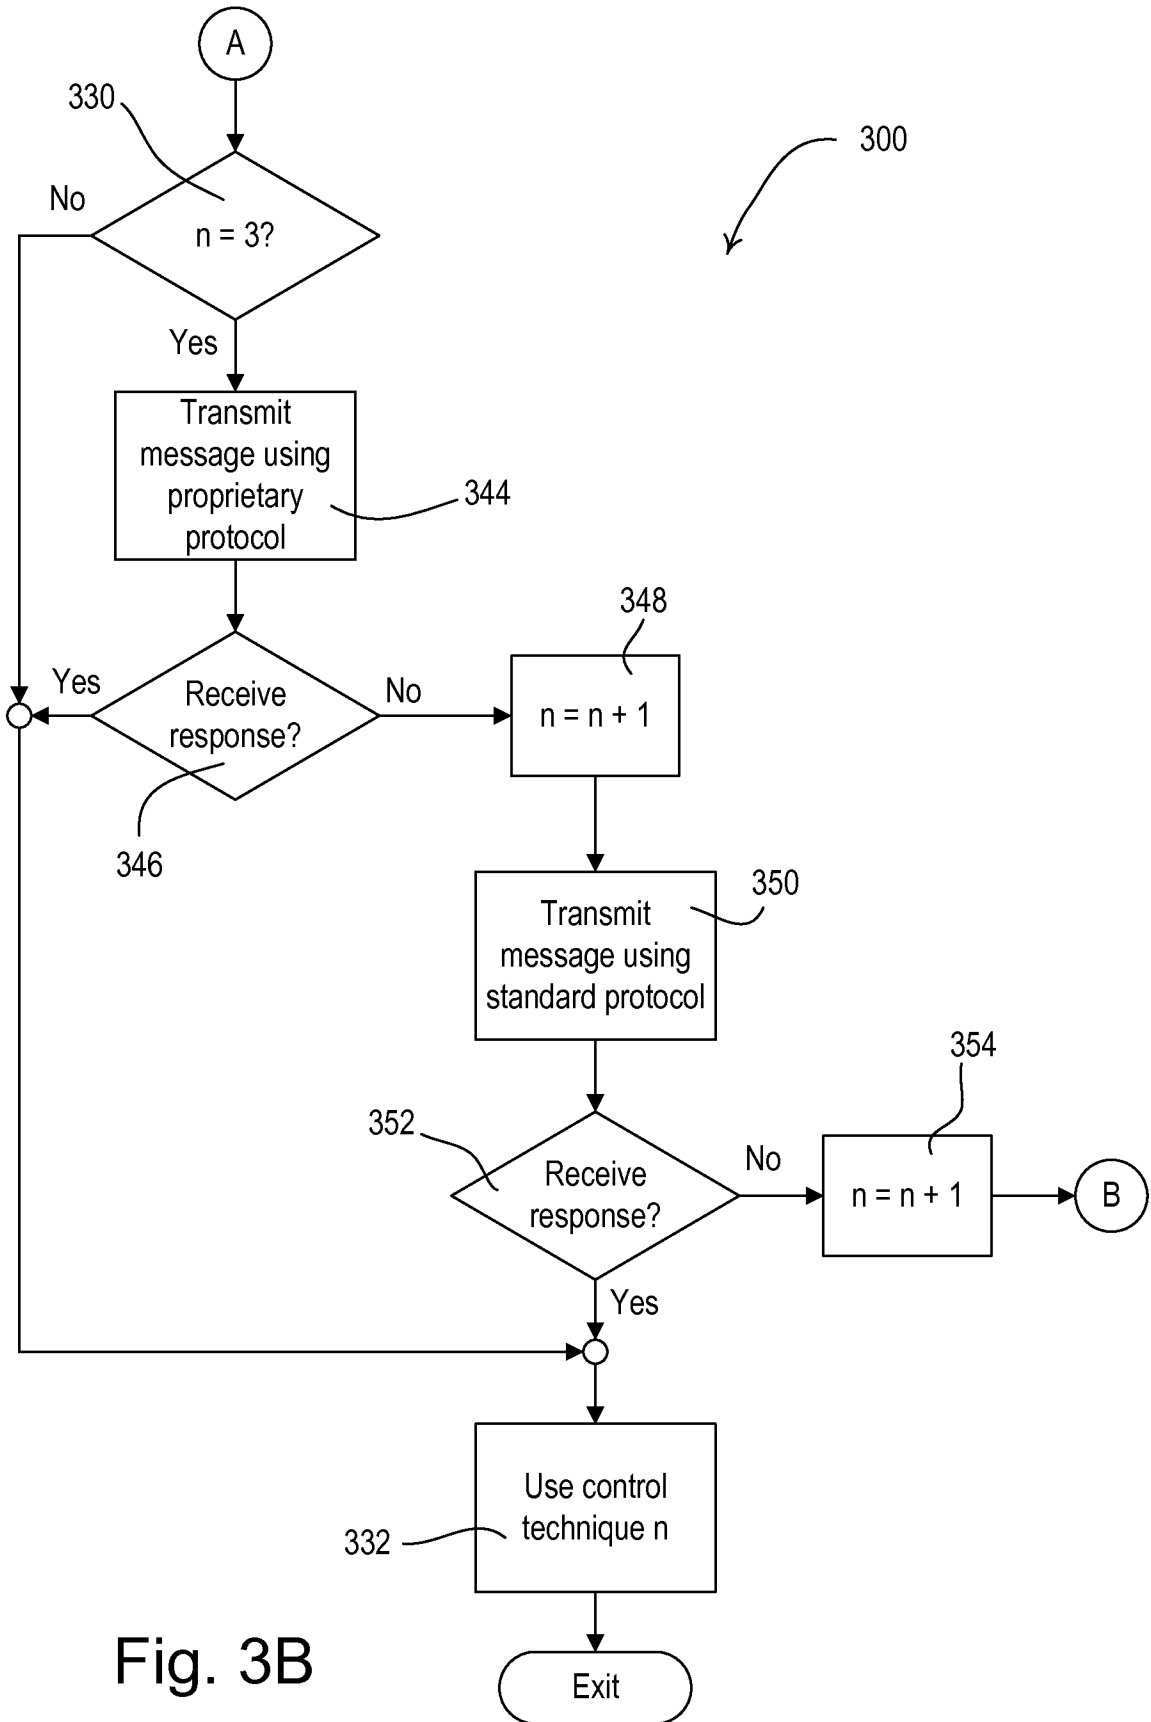 A
330
300
No
n = 3?
Yes
Transmit
message using
proprietary
protocol
344
348
Yes
Receive
response?
No
n = n + 1
346
350
Transmit
message using
standard protocol
354
352
Receive
response?
No
n = n + 1
B
Yes
Use control
technique n
332
Fig. 3B
Exit